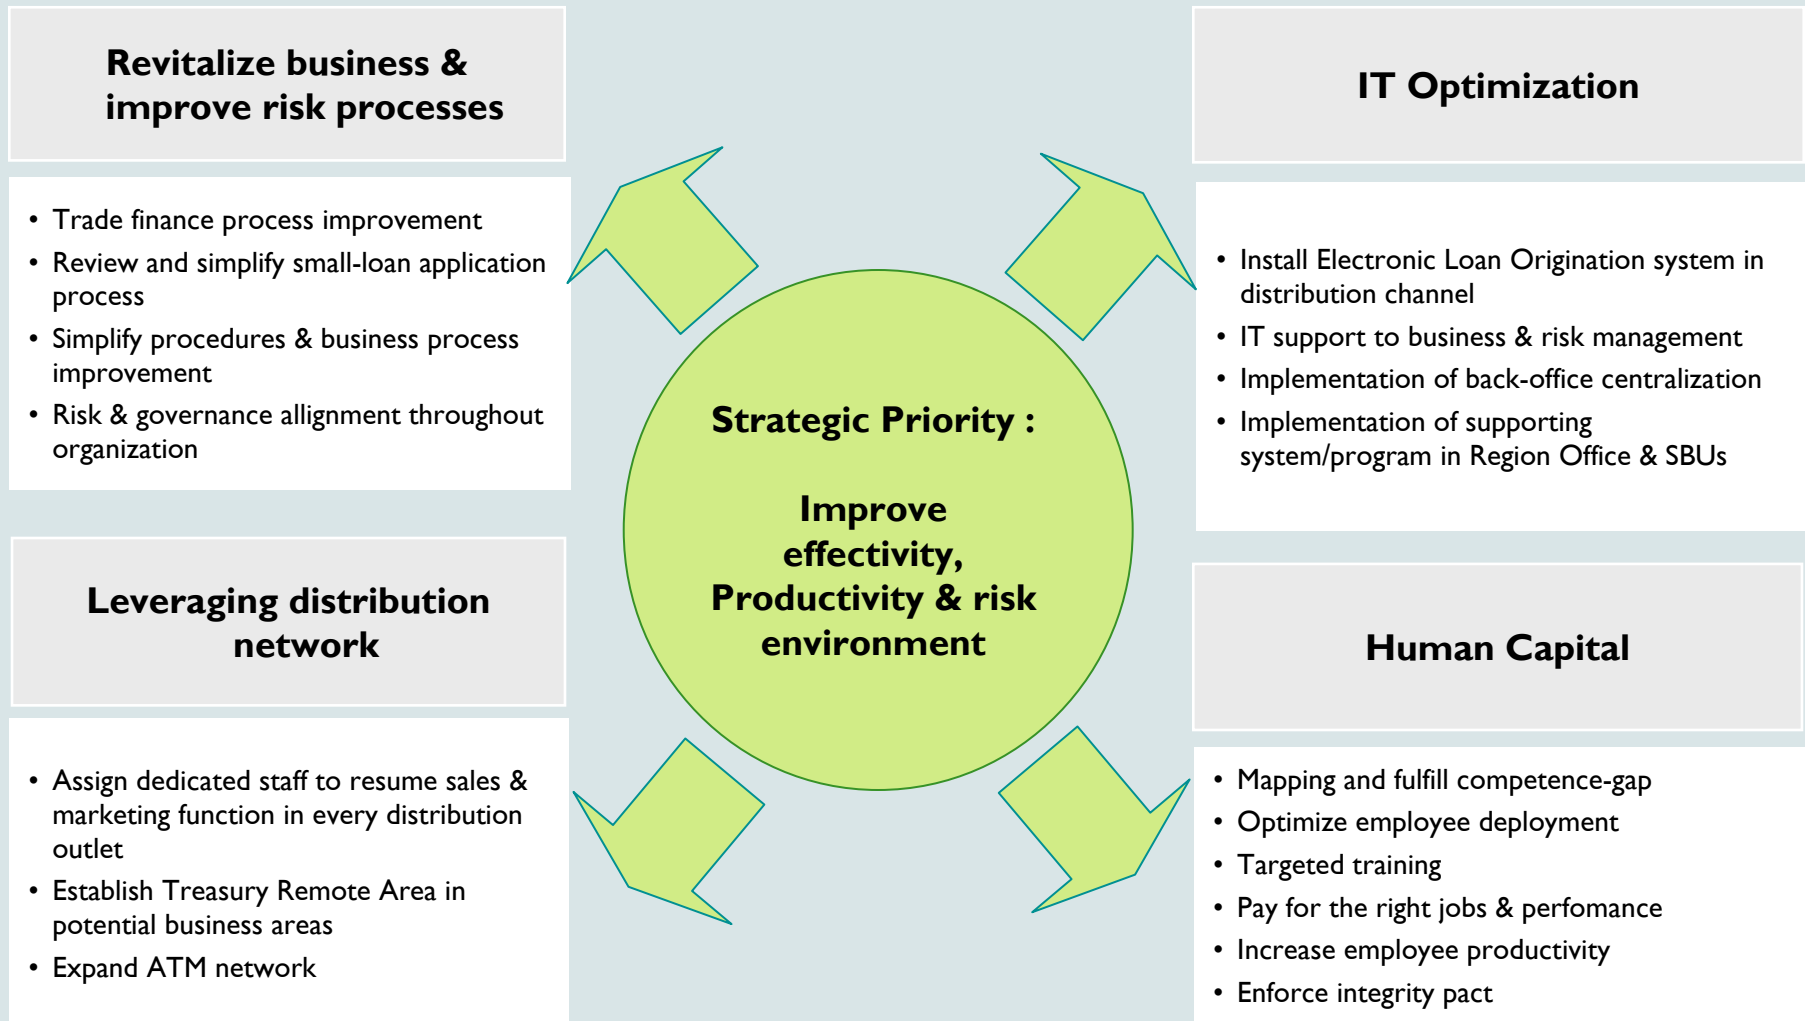 Revitalize business &
improve risk processes
• Trade finance process improvement
• Review and simplify small-loan application
process
• Simplify procedures & business process
improvement
• Risk & governance allignment throughout
organization
Leveraging distribution
network
• Assign dedicated staff to resume sales &
marketing function in every distribution
outlet
• Establish Treasury Remote Area in
potential business areas
• Expand ATM network
Strategic Priority :
Improve
effectivity,
Productivity & risk
environment
IT Optimization
• Install Electronic Loan Origination system in
distribution channel
• IT support to business & risk management
• Implementation of back-office centralization
• Implementation of supporting
system/program in Region Office & SBUs
Human Capital
• Mapping and fulfill competence-gap
• Optimize employee deployment
• Targeted training
• Pay for the right jobs & perfomance
• Increase employee productivity
• Enforce integrity pact